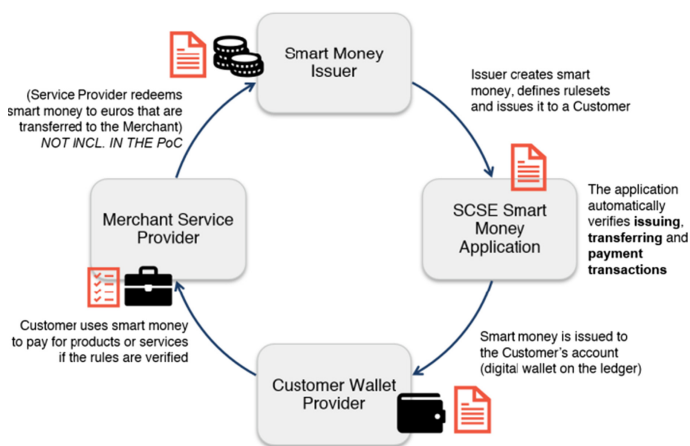 Smart Money
Issuer
(Service Provider redeems
smart money to euros that are
transferred to the Merchant)
NOT INCL. IN THE PoC
Issuer creates smart
money, defines rulesets
and issues it to a Customer
Merchant Service
Provider
SCSE Smart
Money
Application
The application
automatically
verifies issuing,
transferring and
payment
transactions
Customer uses smart money
to pay for products or services
if the rules are verified
Smart money is issued to
the Customer's account
(digital wallet on the ledger)
Customer Wallet
Provider